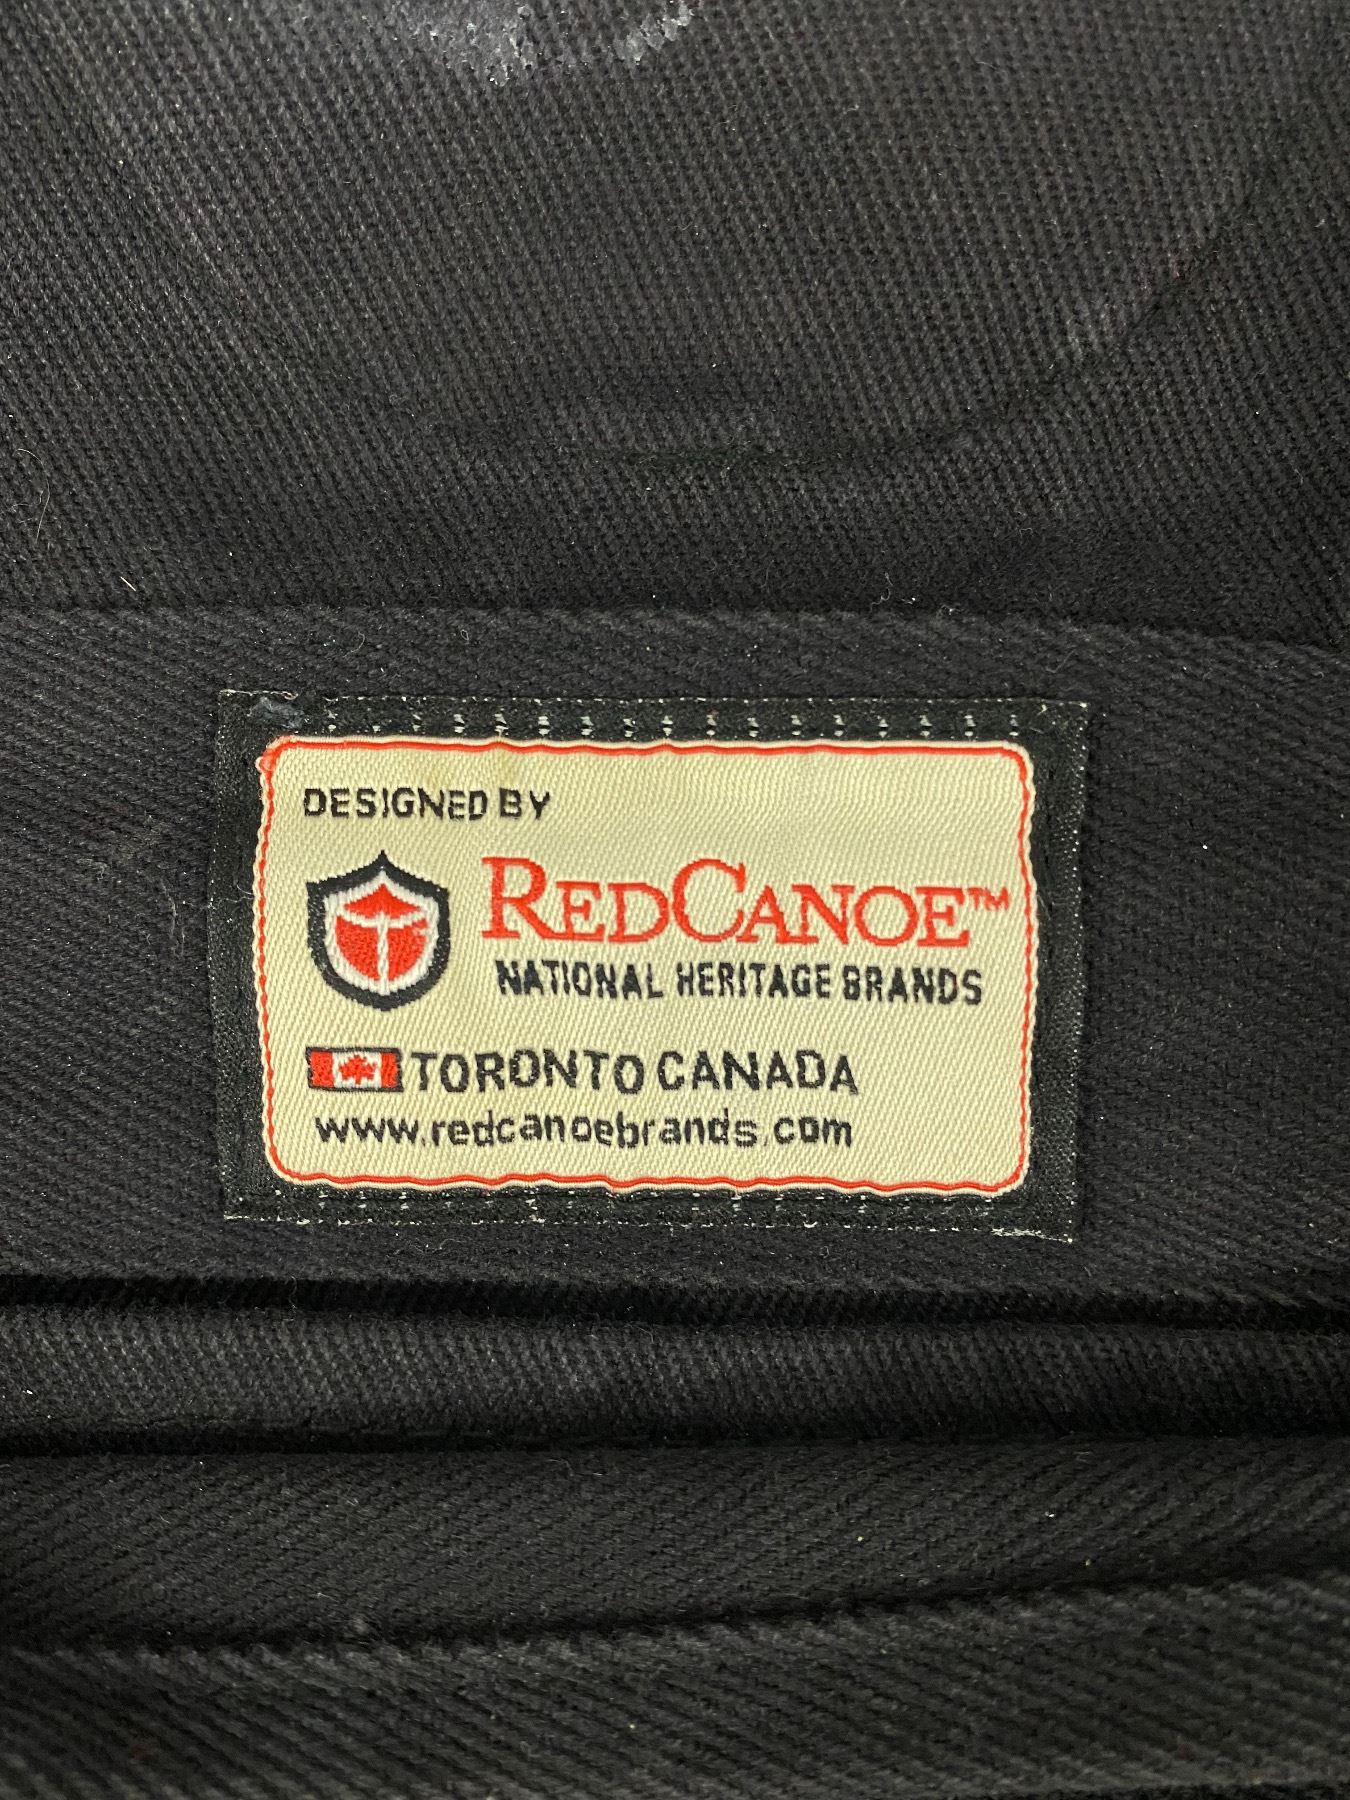 DESIGNED BY
REDCANOE™
NATIONAL HERITAGE BRANDS
TORONTO CANADA
www.redcanoebrands.com